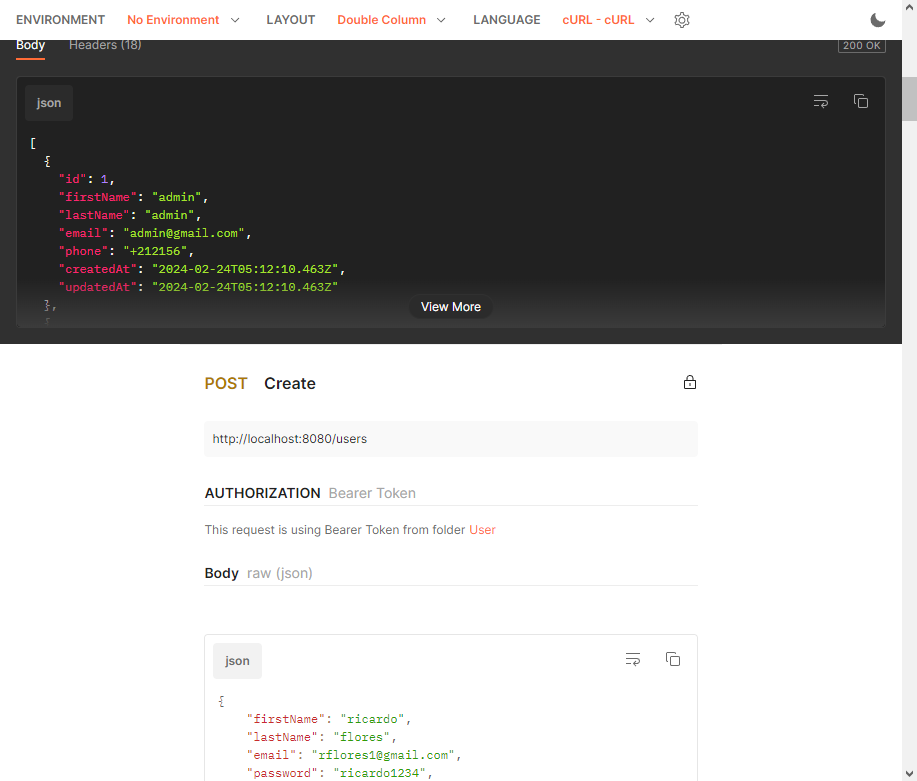 ENVIRONMENT No Environment LAYOUT Double Column LANGUAGE cURL - cURL
Body Headers (18) 200 OK
json
[
{
"id": 1,
"firstName": "admin",
"lastName": "admin",
"email": "admin@gmail.com",
"phone": "+212156",
"createdAt": "2024-02-24T05:12:10.463Z",
"updatedAt": "2024-02-24T05:12:10.463Z"
},
View More
POST Create
http://localhost:8080/users
AUTHORIZATION Bearer Token
This request is using Bearer Token from folder User
Body raw (json)
json
{
"firstName": "ricardo",
"lastName": "flores",
"email": "rflores1@gmail.com",
"password": "ricardo1234",